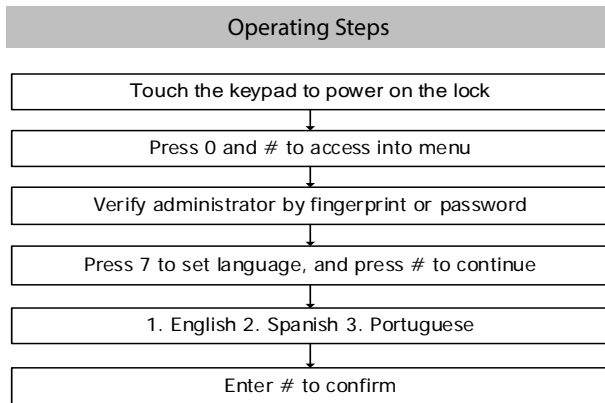 Operating Steps
Touch the keypad to power on the lock
Press 0 and # to access into menu
Verify administrator by fingerprint or password
Press 7 to set language, and press # to continue
1. English 2. Spanish 3. Portuguese
Enter # to confirm